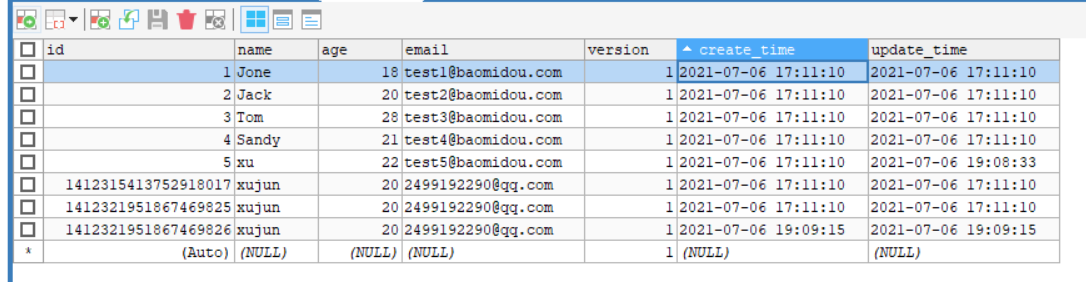 id name age email version create_time update_time
1 Jone 18 test1@baomidou.com 1 2021-07-06 17:11:10 2021-07-06 17:11:10
2 Jack 20 test2@baomidou.com 1 2021-07-06 17:11:10 2021-07-06 17:11:10
3 Tom 28 test3@baomidou.com 1 2021-07-06 17:11:10 2021-07-06 17:11:10
4 Sandy 21 test4@baomidou.com 1 2021-07-06 17:11:10 2021-07-06 17:11:10
5 xu 22 test5@baomidou.com 1 2021-07-06 17:11:10 2021-07-06 19:08:33
1412315413752918017 xujun 20 2499192290@qq.com 1 2021-07-06 17:11:10 2021-07-06 17:11:10
1412321951867469825 xujun 20 2499192290@qq.com 1 2021-07-06 17:11:10 2021-07-06 17:11:10
1412321951867469826 xujun 20 2499192290@qq.com 1 2021-07-06 19:09:15 2021-07-06 19:09:15
* (Auto) (NULL) (NULL) (NULL) 1 (NULL) (NULL)